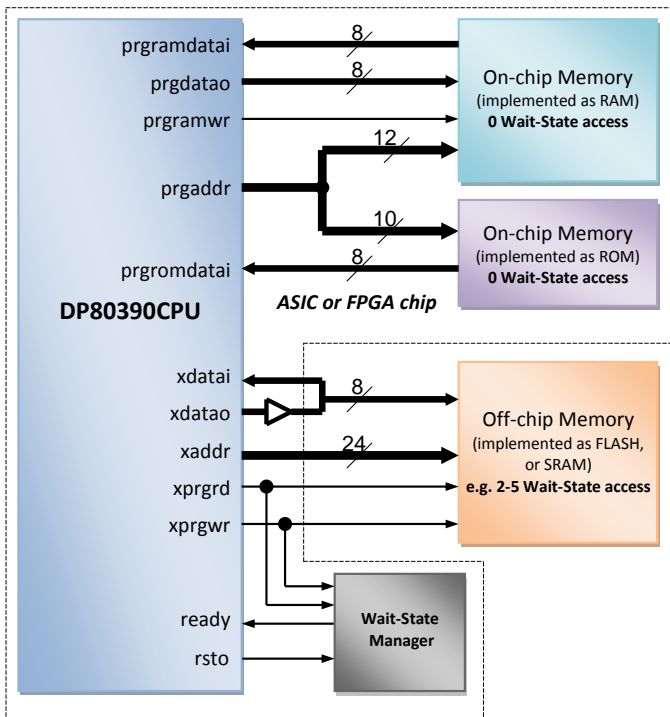 prgramdatai
8
prgdatao
8
prgramwr
On-chip Memory
(implemented as RAM)
0 Wait-State access
12
prgaddr
10
On-chip Memory
(implemented as ROM)
0 Wait-State access
prgromdatai
8
DP80390CPU
ASIC or FPGA chip
xdatai
8
xdatao
xaddr
24
xprgrd
xprgwr
Off-chip Memory
(implemented as FLASH,
or SRAM)
e.g. 2-5 Wait-State access
ready
rsto
Wait-State
Manager